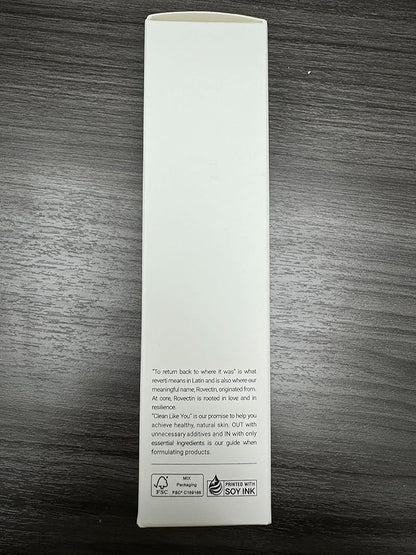 "To return back to where it was" is what
reverti means in Latin and is also where our
meaningful name, Rovectin, originated from.
At core, Rovectin is rooted in love and in
resilience.
"Clean Like You" is our promise to help you
achieve healthy, natural skin. OUT with
unnecessary additives and IN with only
essential ingredients is our guide when
formulating products.
FSC
MIX
Packaging
FSC® C189188
PRINTED WITH
SOY INK